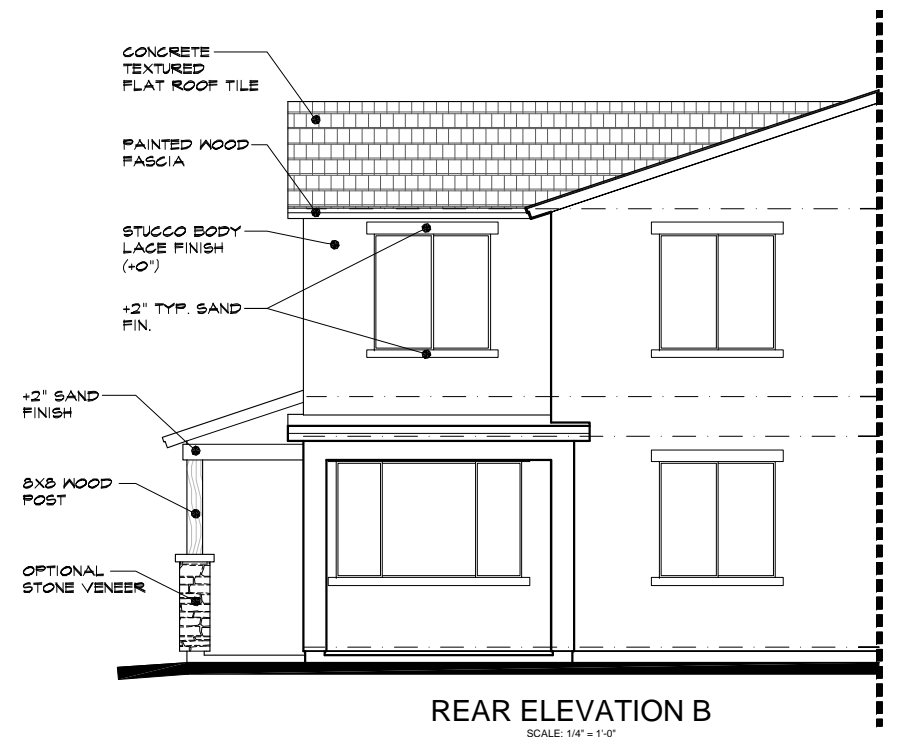 CONCRETE
TEXTURED
FLAT ROOF TILE
PAINTED WOOD
FASCIA
STUCCO BODY
LACE FINISH
(+0")
+2" TYP. SAND
FIN.
+2" SAND
FINISH
8X8 WOOD
POST
OPTIONAL
STONE VENEER
REAR ELEVATION B
SCALE: 1/4" = 1'-0"